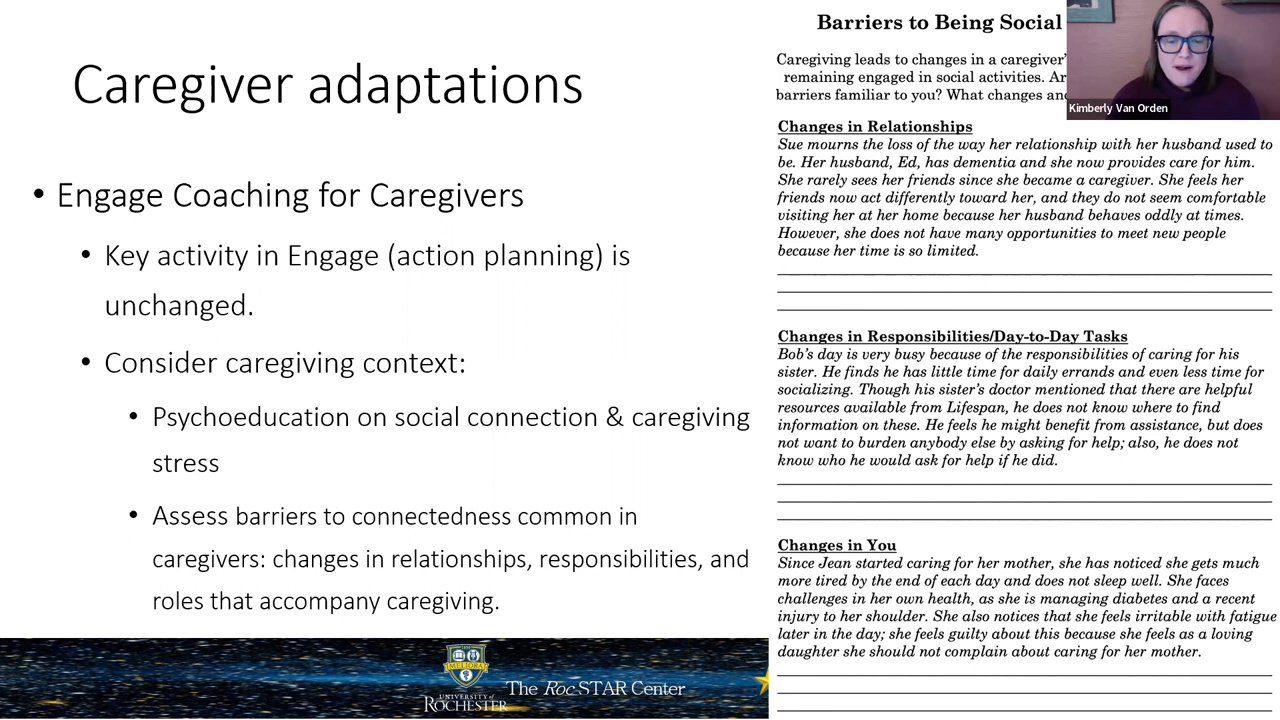 Caregiver adaptations
• Engage Coaching for Caregivers
• Key activity in Engage (action planning) is
unchanged.
• Consider caregiving context:
• Psychoeducation on social connection & caregiving
stress
• Assess barriers to connectedness common in
caregivers: changes in relationships, responsibilities, and
roles that accompany caregiving.
MELIORA
UNIVERSITY of
ROCHESTER
The RocSTAR Center
Barriers to Being Social
Caregiving leads to changes in a caregiver'
remaining engaged in social activities. Ar
barriers familiar to you? What changes and
Kimberly Van Orden
Changes in Relationships
Sue mourns the loss of the way her relationship with her husband used to
be. Her husband, Ed, has dementia and she now provides care for him.
She rarely sees her friends since she became a caregiver. She feels her
friends now act differently toward her, and they do not seem comfortable
visiting her at her home because her husband behaves oddly at times.
However, she does not have many opportunities to meet new people
because her time is so limited.
Changes in Responsibilities/Day-to-Day Tasks
Bob's day is very busy because of the responsibilities of caring for his
sister. He finds he has little time for daily errands and even less time for
socializing. Though his sister's doctor mentioned that there are helpful
resources available from Lifespan, he does not know where to find
information on these. He feels he might benefit from assistance, but does
not want to burden anybody else by asking for help; also, he does not
know who he would ask for help if he did.
Changes in You
Since Jean started caring for her mother, she has noticed she gets much
more tired by the end of each day and does not sleep well. She faces
challenges in her own health, as she is managing diabetes and a recent
injury to her shoulder. She also notices that she feels irritable with fatigue
later in the day; she feels guilty about this because she feels as a loving
daughter she should not complain about caring for her mother.